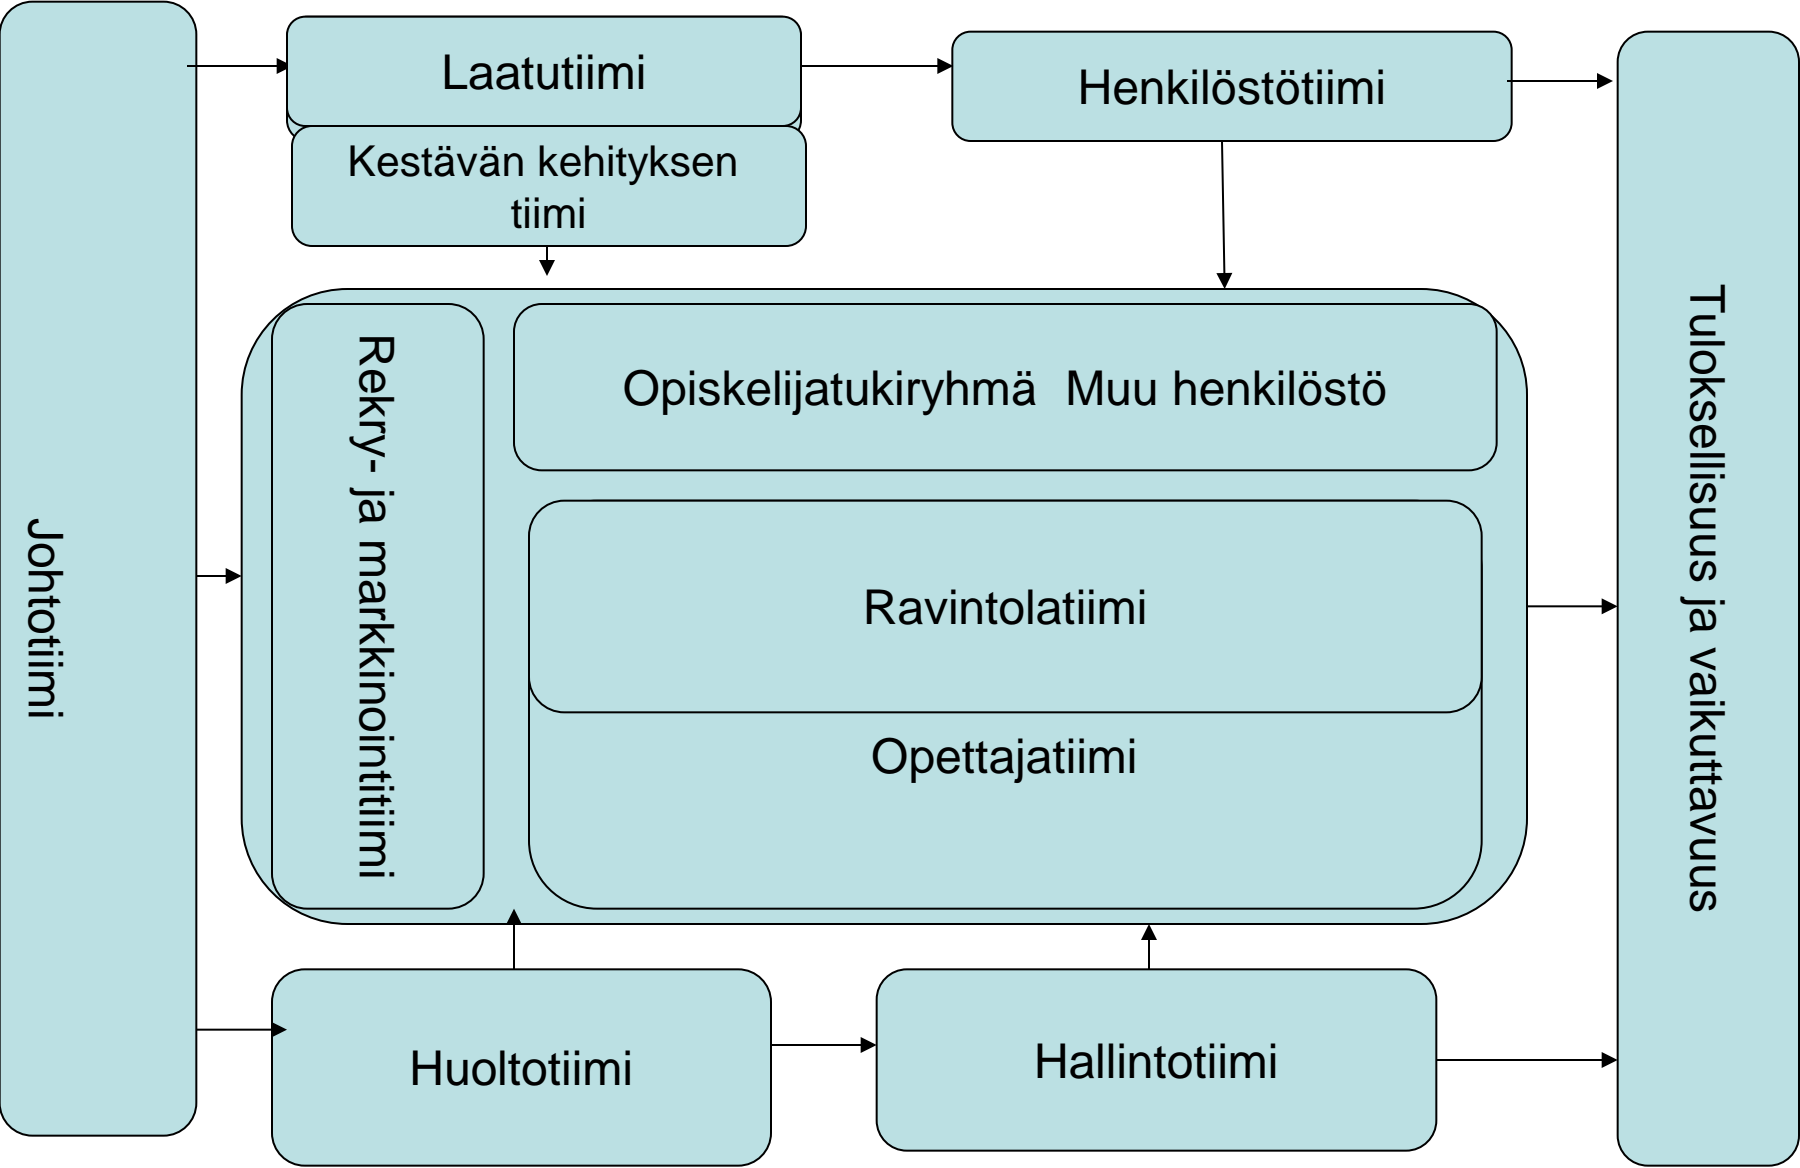 Laatutiimi
Henkilöstötiimi
Kestävän kehityksen
tiimi
Johtotiimi
Rekry- ja markkinointitiimi
Opiskelijatukiryhmä Muu henkilöstö
Ravintolatiimi
Opettajatiimi
Tuloksellisuus ja vaikuttavuus
Huoltotiimi
Hallintotiimi